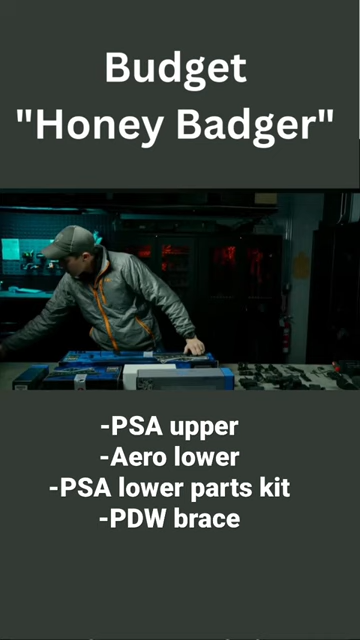 Budget
"Honey Badger"
-PSA upper
-Aero lower
-PSA lower parts kit
-PDW brace